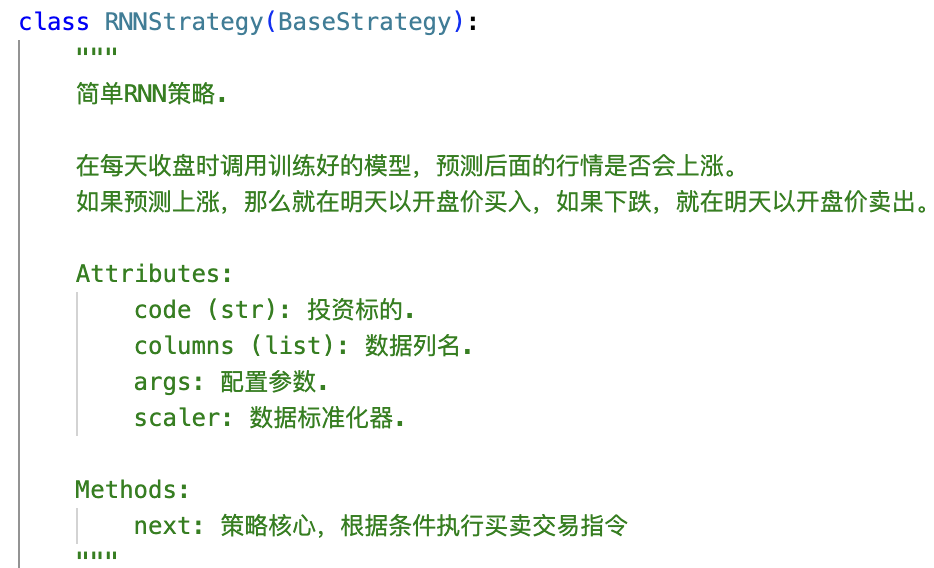 class RNNStrategy(BaseStrategy):
"""
简单RNN策略.
在每天收盘时调用训练好的模型，预测后面的行情是否会上涨。
如果预测上涨，那么就在明天以开盘价买入，如果下跌，就在明天以开盘价卖出。
Attributes:
code (str): 投资标的.
columns (list): 数据列名.
args: 配置参数.
scaler: 数据标准化器.
Methods:
next: 策略核心，根据条件执行买卖交易指令
"""